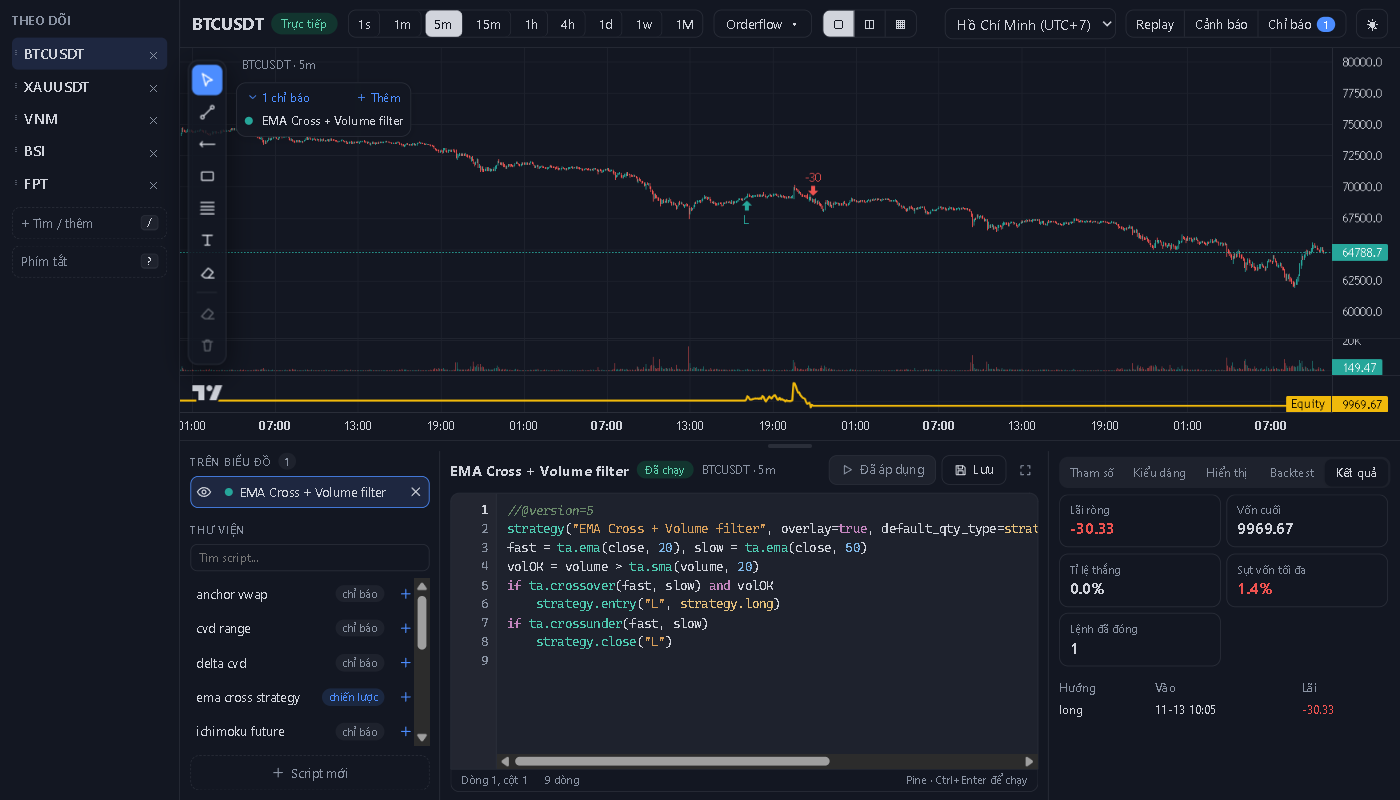 THEO DÕI
BTCUSDT
XAUUSDT
VNM
BSI
FPT
+ Tìm / thêm /
Phím tắt ?
BTCUSDT Trực tiếp 1s 1m 5m 15m 1h 4h 1d 1w 1M Orderflow Hồ Chí Minh (UTC+7) Replay Cảnh báo Chỉ báo 1
BTCUSDT · 5m
1 chỉ báo + Thêm
EMA Cross + Volume filter
-30
L
80000.0
77500.0
75000.0
72500.0
70000.0
67500.0
64788.7
62500.0
60000.0
20K
149.47
Equity 9969.67
01:00 07:00 13:00 19:00 01:00 07:00 13:00 19:00 01:00 07:00 13:00 19:00 01:00 07:00
TRÊN BIỂU ĐỒ 1
EMA Cross + Volume filter
THƯ VIỆN
Tìm script...
anchor vwap chỉ báo +
cvd range chỉ báo +
delta cvd chỉ báo +
ema cross strategy chiến lược +
ichimoku future chỉ báo +
+ Script mới
EMA Cross + Volume filter Đã chạy BTCUSDT · 5m Đã áp dụng Lưu
1 //@version=5
2 strategy("EMA Cross + Volume filter", overlay=true, default_qty_type=strat
3 fast = ta.ema(close, 20), slow = ta.ema(close, 50)
4 volOK = volume > ta.sma(volume, 20)
5 if ta.crossover(fast, slow) and volOK
6     strategy.entry("L", strategy.long)
7 if ta.crossunder(fast, slow)
8     strategy.close("L")
9
Dòng 1, cột 1 9 dòng Pine · Ctrl+Enter để chạy
Tham số Kiểu dáng Hiển thị Backtest Kết quả
Lãi ròng
-30.33
Vốn cuối
9969.67
Tỉ lệ thắng
0.0%
Sụt vốn tối đa
1.4%
Lệnh đã đóng
1
Hướng Vào Lãi
long 11-13 10:05 -30.33